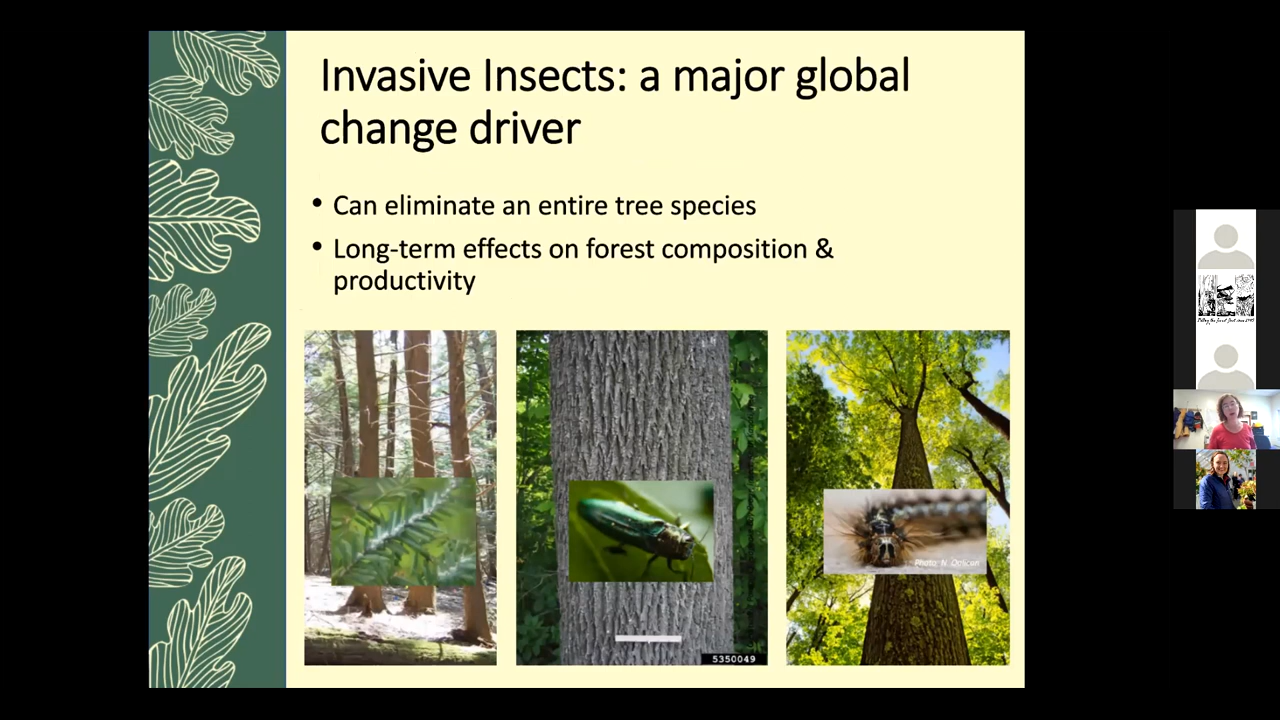 Invasive Insects: a major global
change driver
• Can eliminate an entire tree species
• Long-term effects on forest composition &
productivity
Photo: N Oalican
5350049